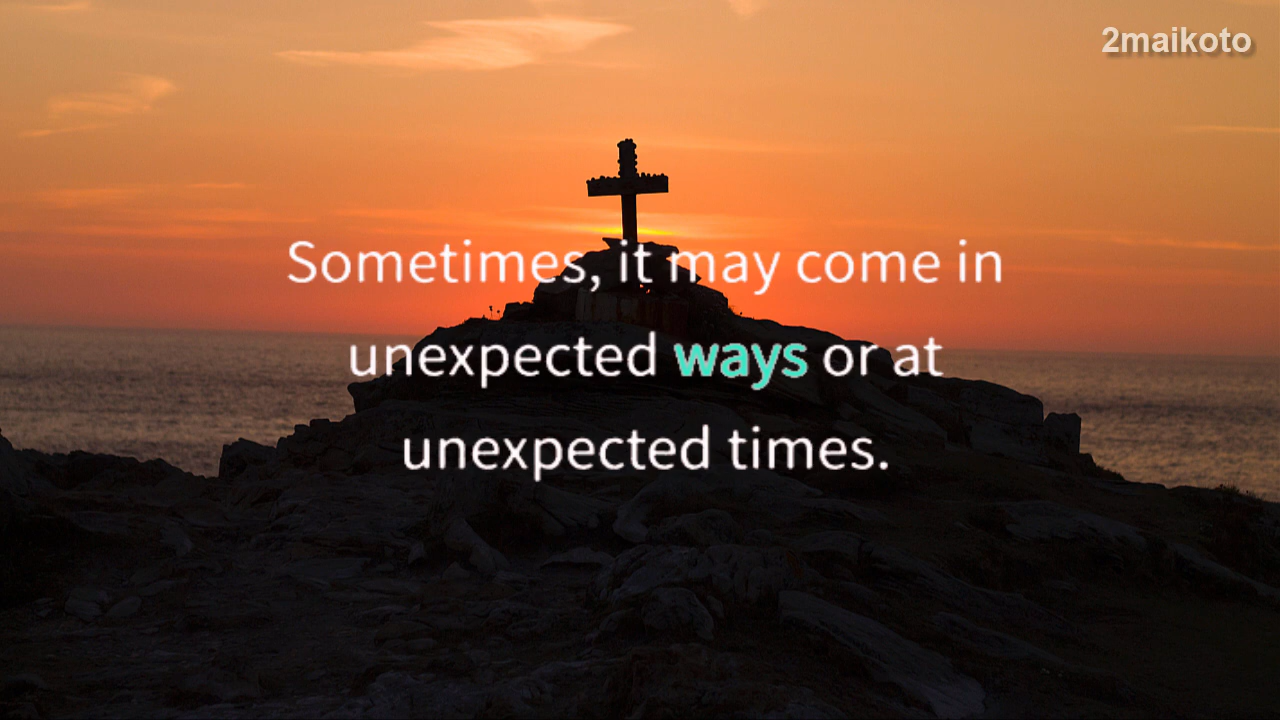 2maikoto
Sometimes, it may come in
unexpected ways or at
unexpected times.